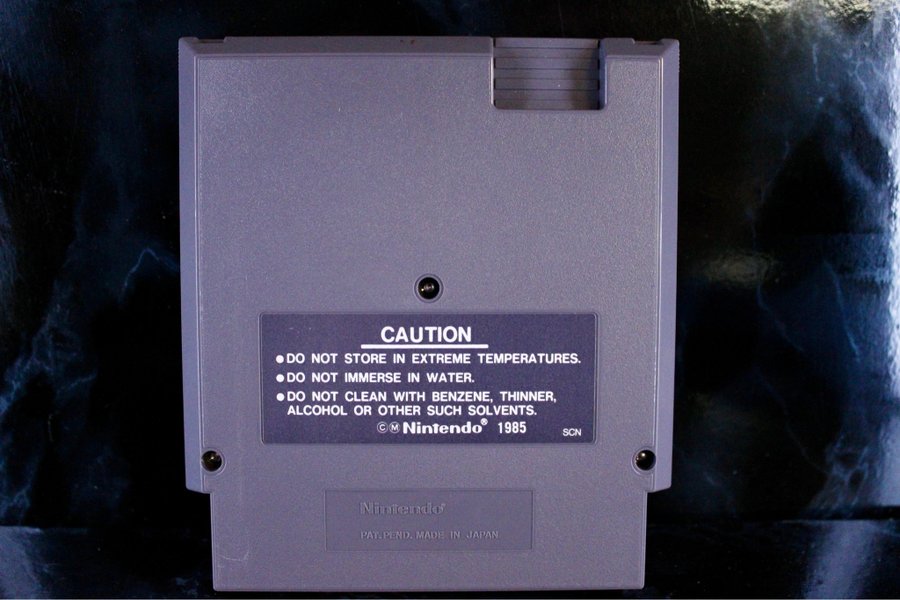 CAUTION
●DO NOT STORE IN EXTREME TEMPERATURES.
●DO NOT IMMERSE IN WATER.
●DO NOT CLEAN WITH BENZENE, THINNER,
ALCOHOL OR OTHER SUCH SOLVENTS.
ⒸⓂNintendo® 1985
SCN
Nintendo®
PAT. PEND. MADE IN JAPAN